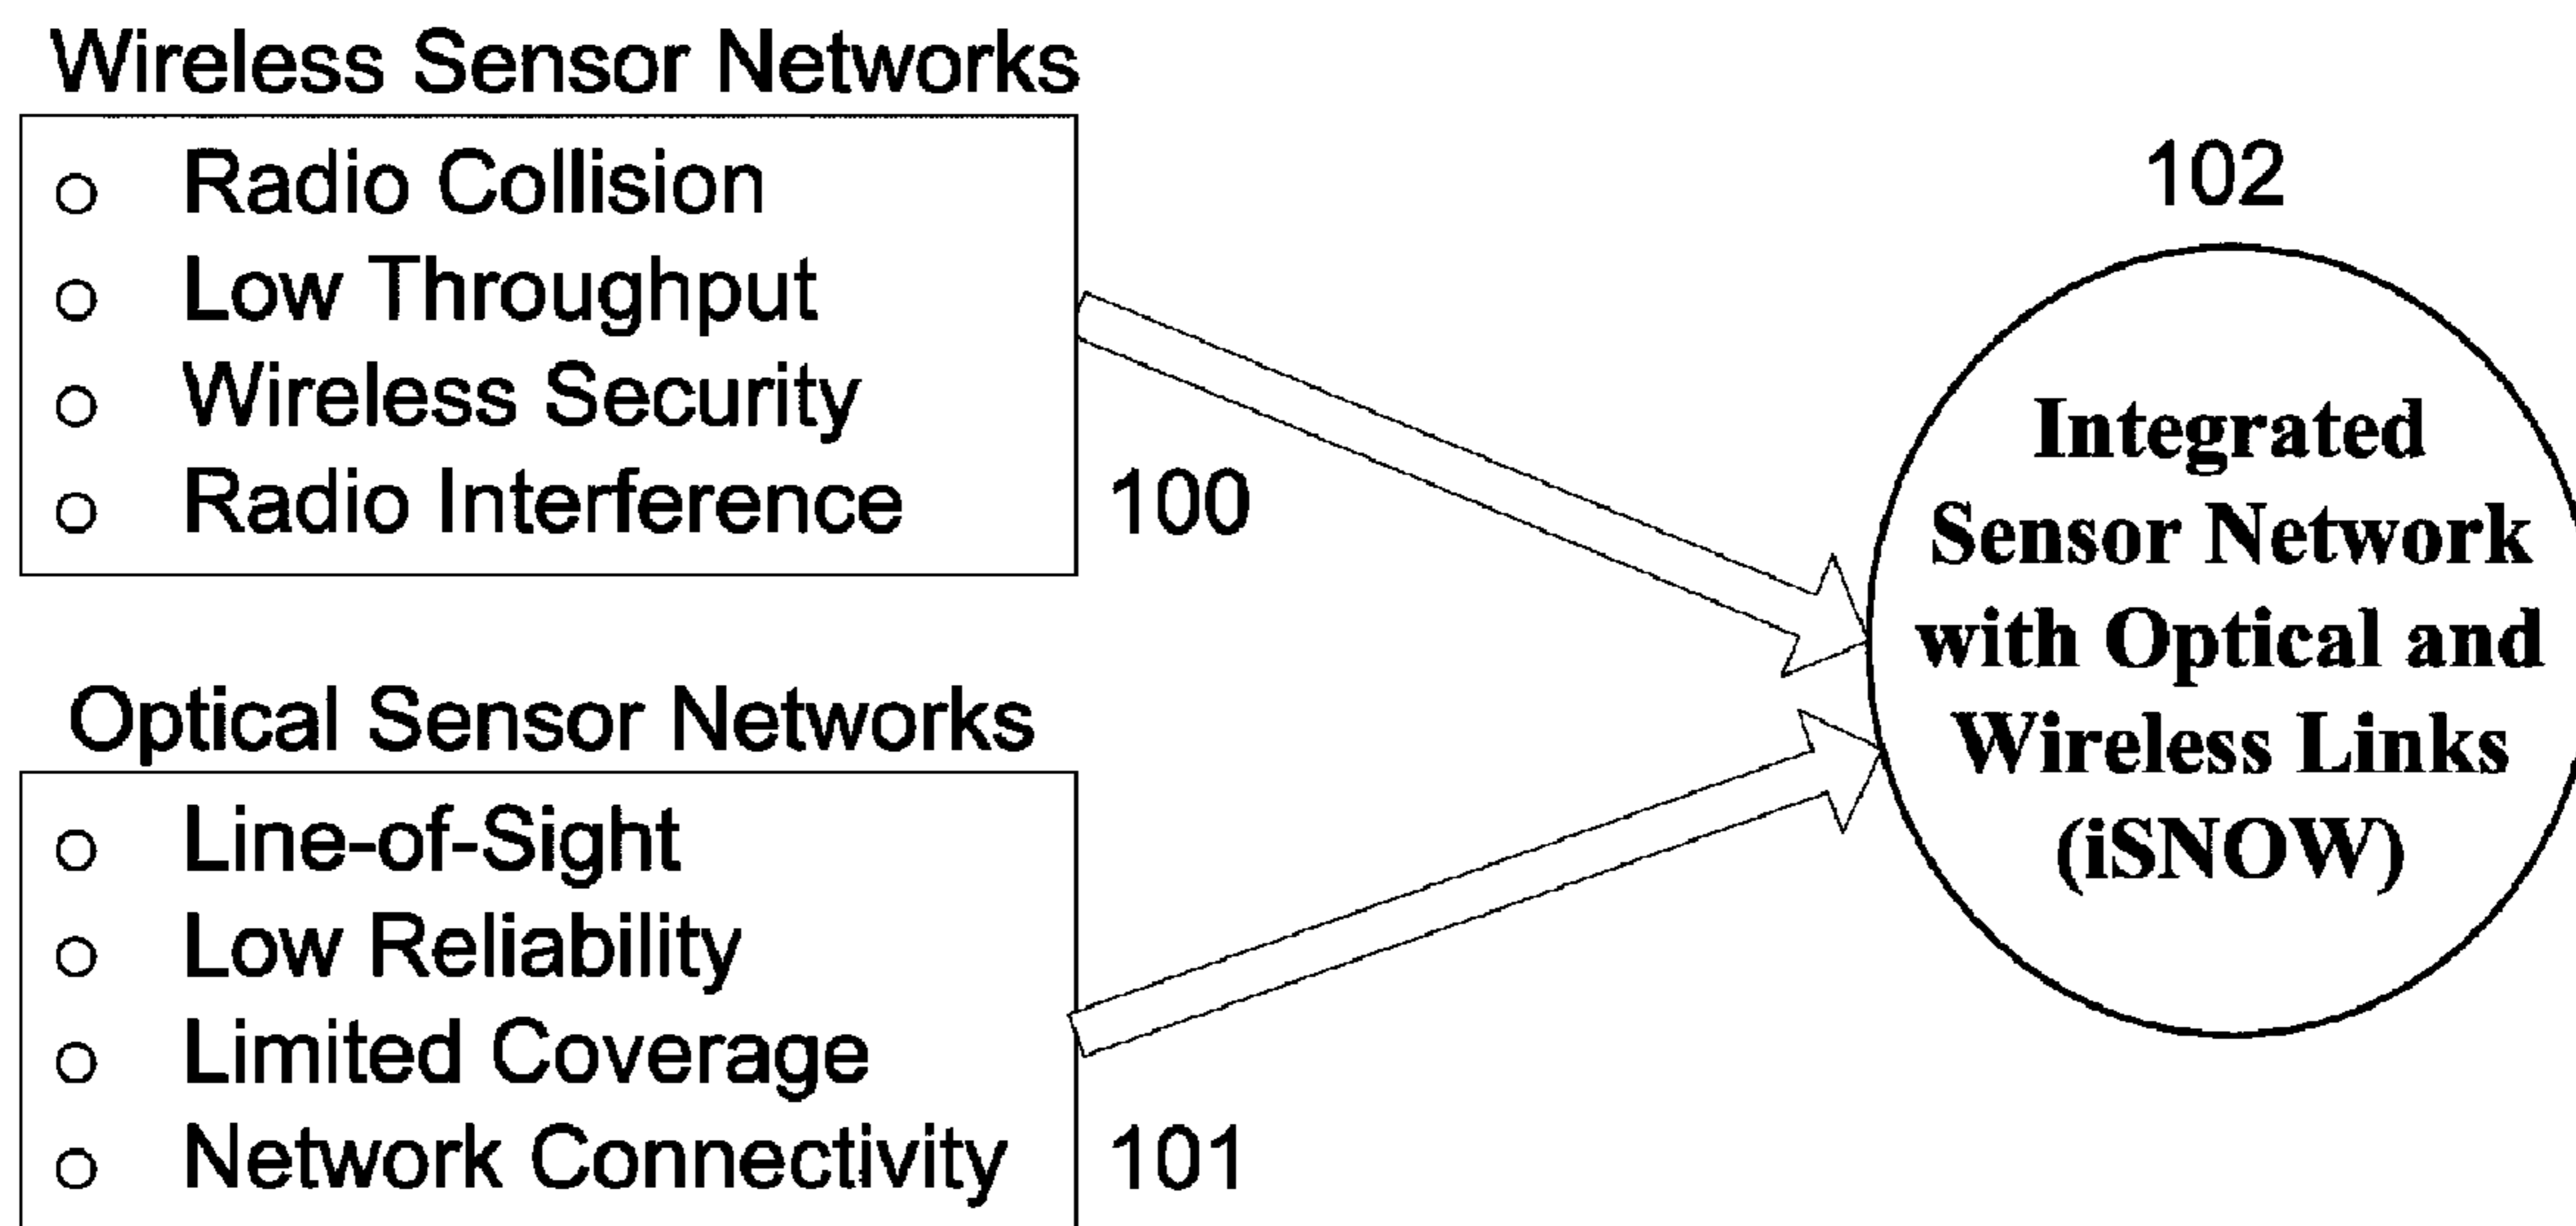 Wireless Sensor Networks
○ Radio Collision
○ Low Throughput
○ Wireless Security
○ Radio Interference
100
Optical Sensor Networks
○ Line-of-Sight
○ Low Reliability
○ Limited Coverage
○ Network Connectivity
101
102
Integrated
Sensor Network
with Optical and
Wireless Links
(iSNOW)